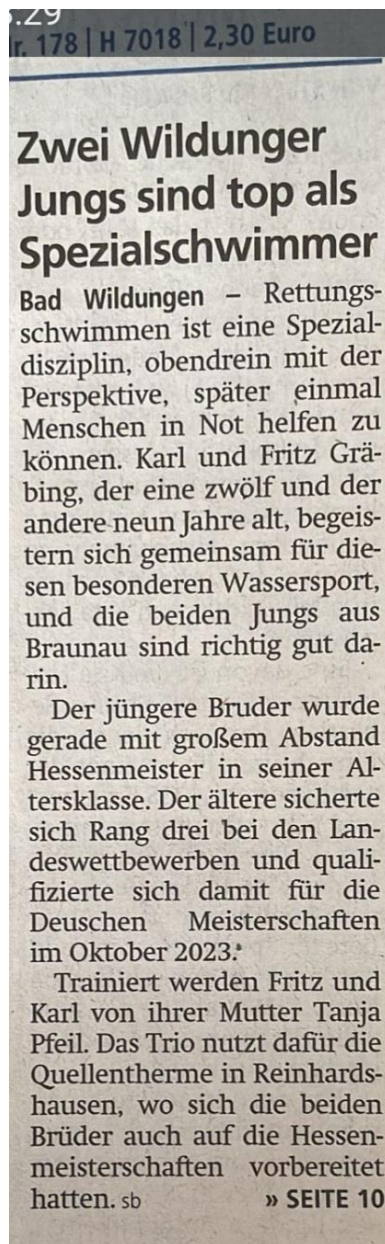 .29
r. 178 | H 7018 | 2,30 Euro
Zwei Wildunger
Jungs sind top als
Spezialschwimmer
Bad Wildungen – Rettungs-
schwimmen ist eine Spezial-
disziplin, obendrein mit der
Perspektive, später einmal
Menschen in Not helfen zu
können. Karl und Fritz Grä-
bing, der eine zwölf und der
andere neun Jahre alt, begeis-
tern sich gemeinsam für die-
sen besonderen Wassersport,
und die beiden Jungs aus
Braunau sind richtig gut da-
rin.
Der jüngere Bruder wurde
gerade mit großem Abstand
Hessenmeister in seiner Al-
tersklasse. Der ältere sicherte
sich Rang drei bei den Lan-
deswettbewerben und quali-
fizierte sich damit für die
Deuschen Meisterschaften
im Oktober 2023.
Trainiert werden Fritz und
Karl von ihrer Mutter Tanja
Pfeil. Das Trio nutzt dafür die
Quellentherme in Reinhards-
hausen, wo sich die beiden
Brüder auch auf die Hessen-
meisterschaften vorbereitet
hatten. sb » SEITE 10